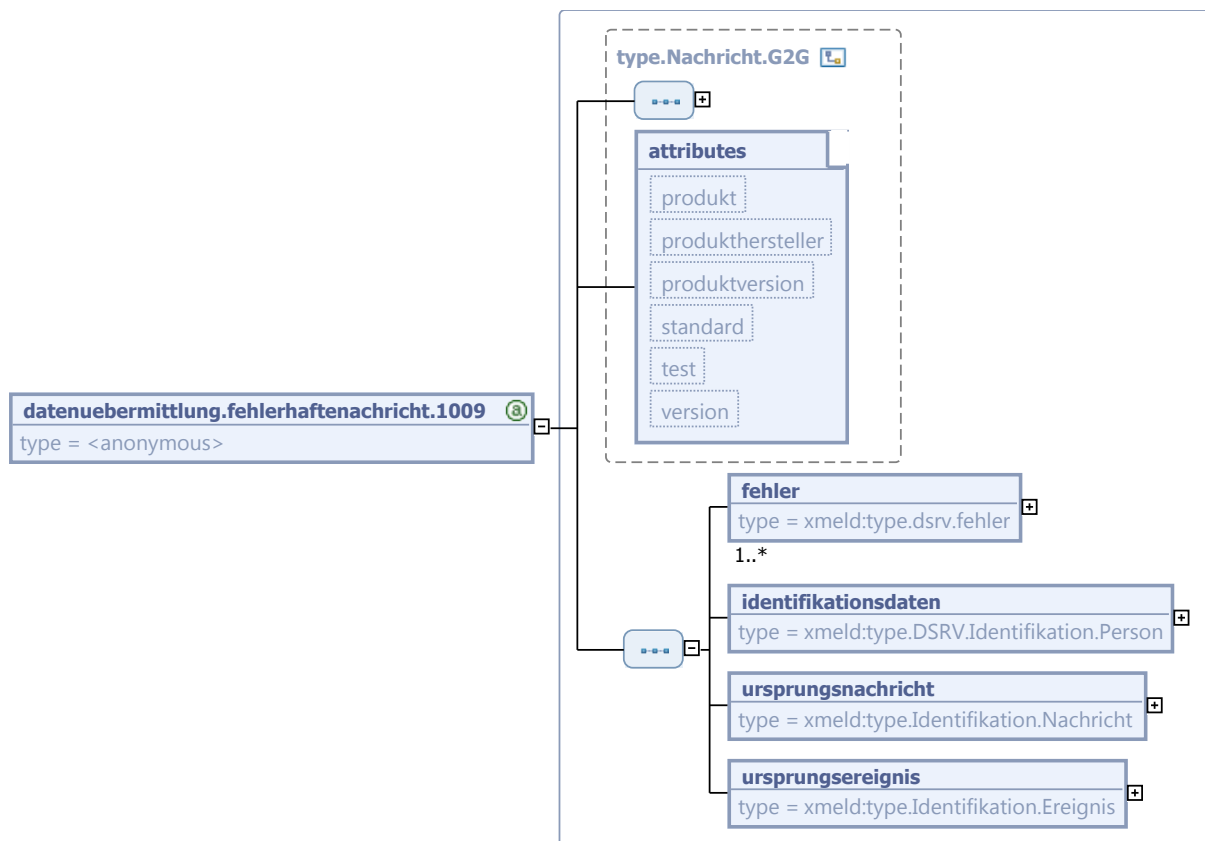 type.Nachricht.G2G
attributes
produkt
produkthersteller
produktversion
standard
test
version
datenuebermittlung.fehlerhaftenachricht.1009 a
type = <anonymous>
fehler
type = xmeld:type.dsrv.fehler
1..*
identifikationsdaten
type = xmeld:type.DSRV.Identifikation.Person
ursprungsnachricht
type = xmeld:type.Identifikation.Nachricht
ursprungsereignis
type = xmeld:type.Identifikation.Ereignis